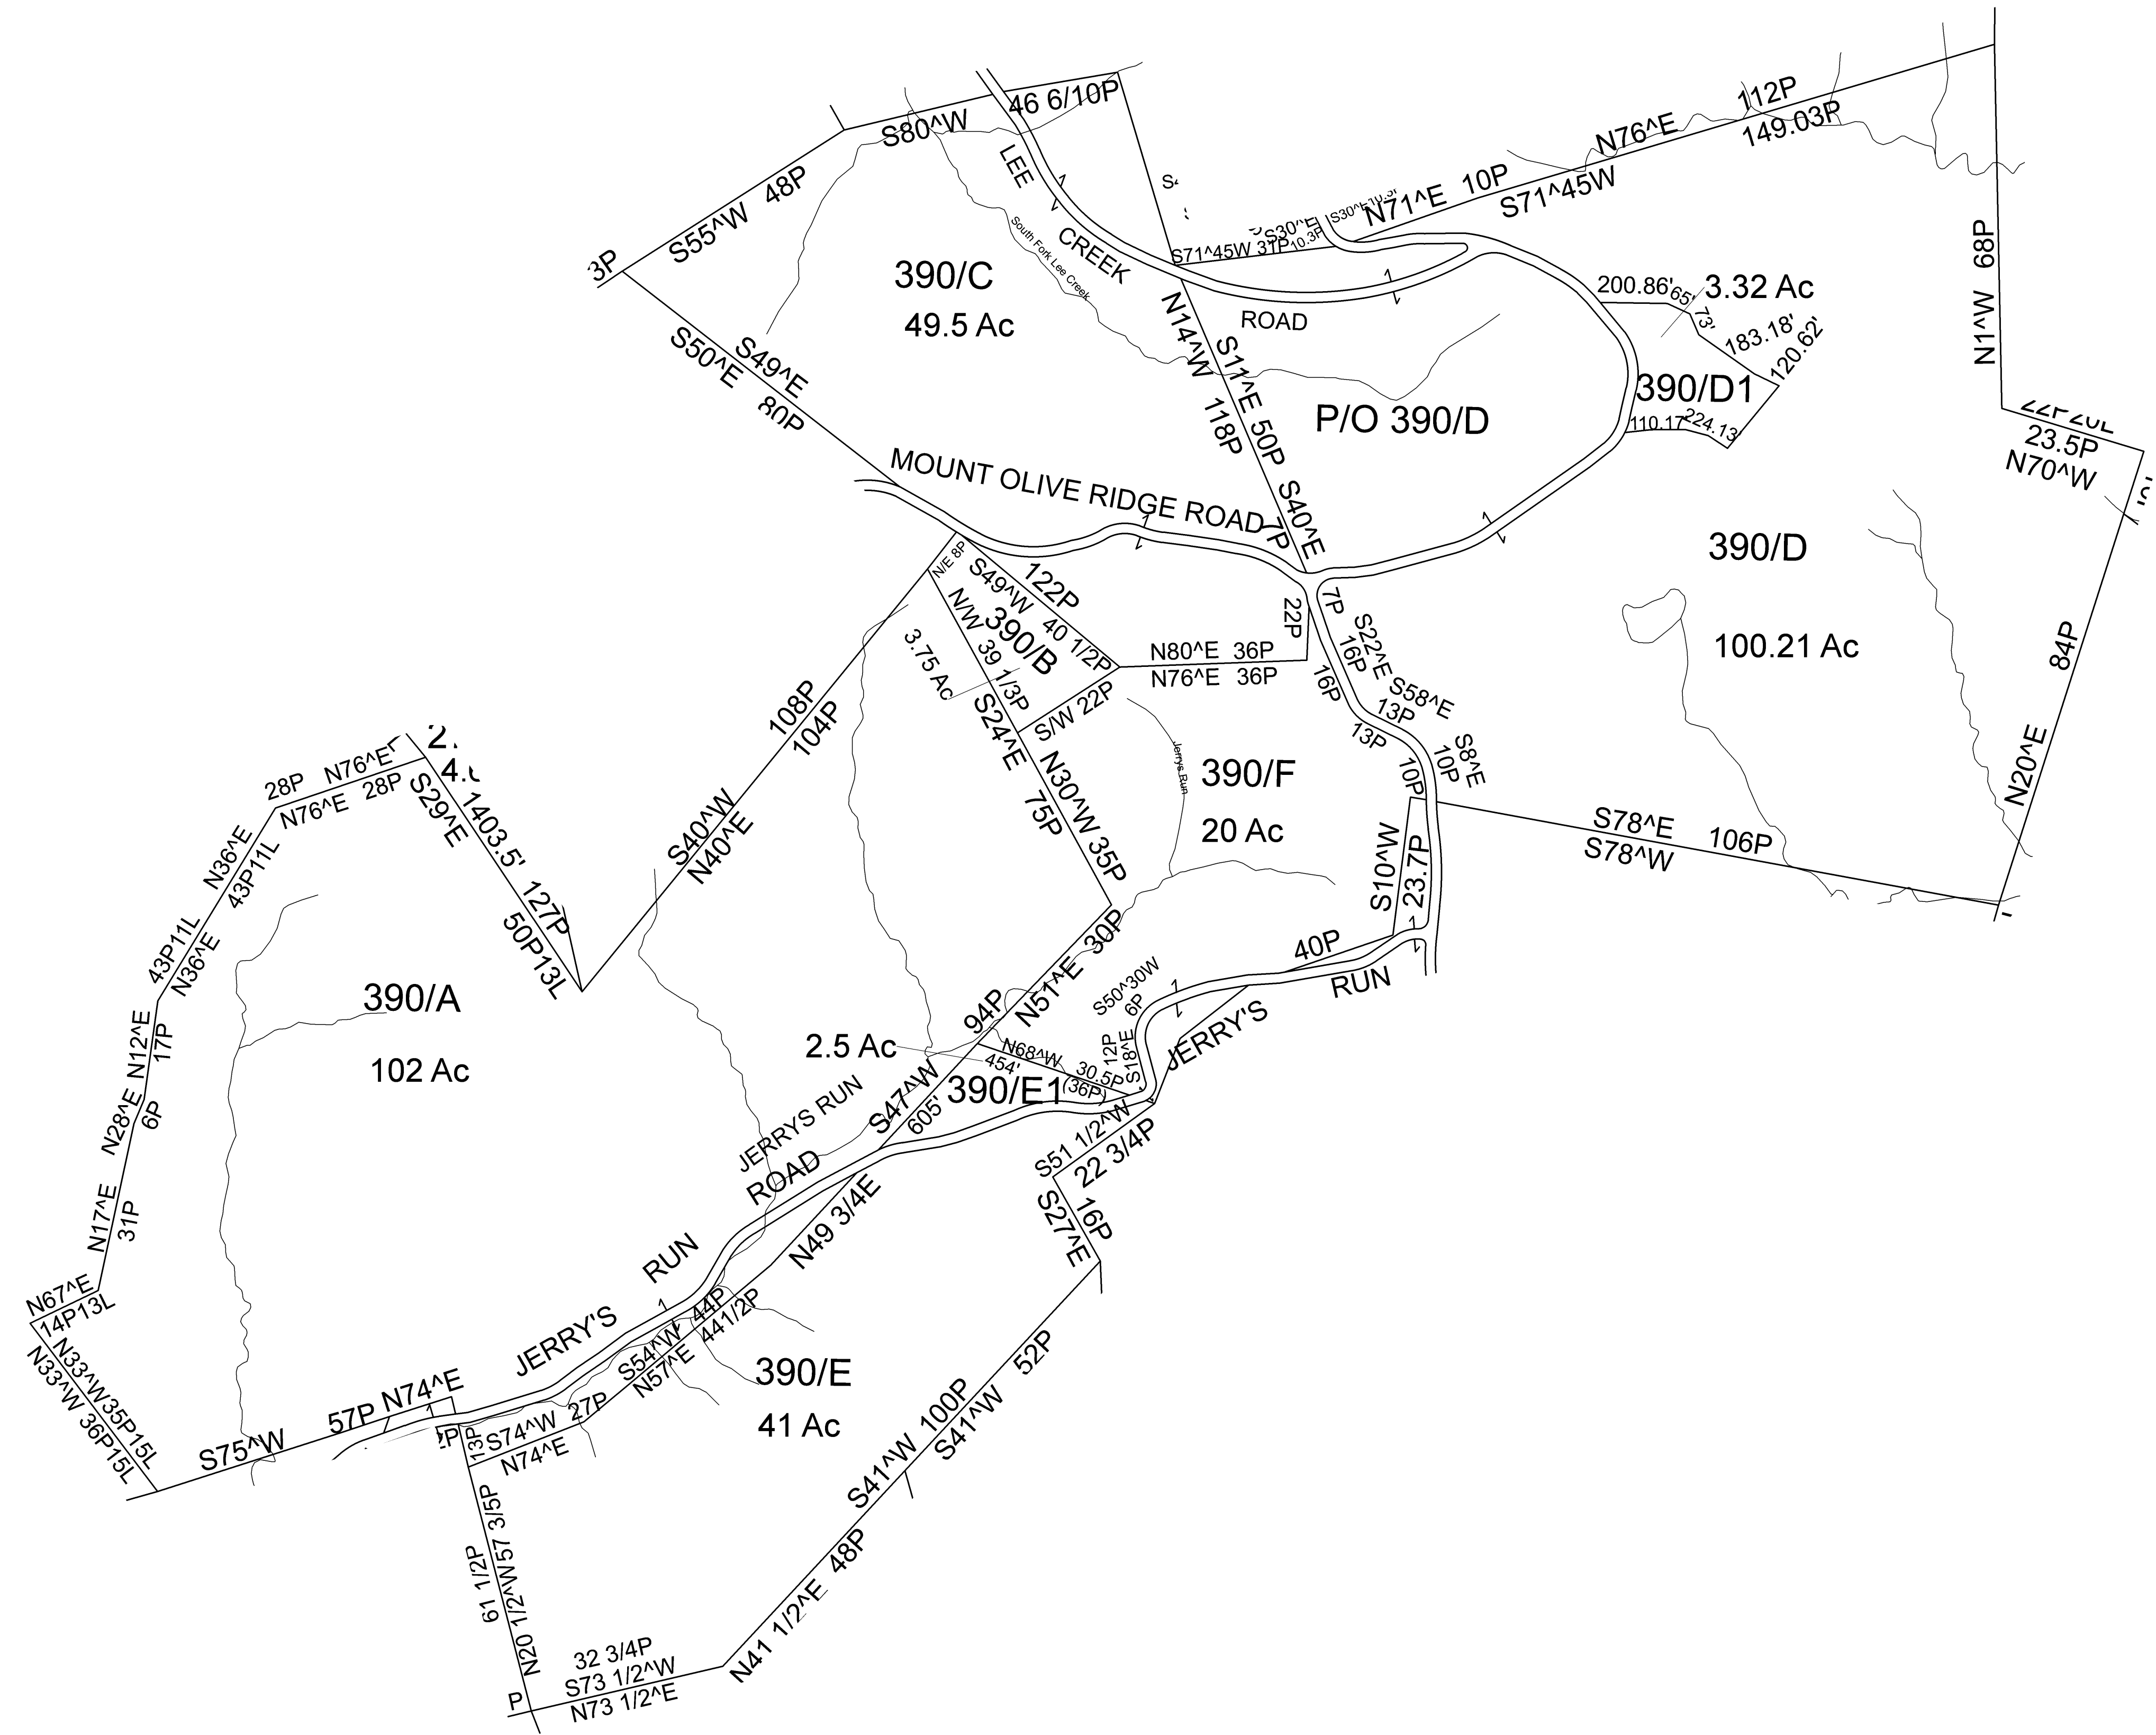 46 6/10P
S80^W
48P
S55^W
3P
LEE
CREEK
ROAD
South Fork Lee Creek
390/C
49.5 Ac
S49^E
S50^E
80P
S71^45W 31P
10.3P
S30^E
S30^E10.3'
N71^E 10P
N76^E
112P
149.03P
S71^45W
N1^W 68P
200.86'
65'
73'
3.32 Ac
183.18'
120.62'
390/D1
110.17
224.13'
N14^W
118P
S11^E 50P
S40^E
7P
P/O 390/D
22P20L
23.5P
N70^W
MOUNT OLIVE RIDGE ROAD
390/D
100.21 Ac
84P
N20^E
N/E 8P
122P
S49^W 40 1/2P
390/B
N/W 39 1/3P
3.75 Ac
S/W 22P
22P
N80^E 36P
N76^E 36P
7P
S22^E
16P
16P
S58^E
13P
13P
S8^E
10P
10P
S78^E 106P
S78^W
108P
104P
S40^W
N40^E
S24^E
75P
N30^W 35P
Jerrys Run
390/F
20 Ac
S10^W
23.7P
28P N76^E
N76^E 28P
4.
S29^E
1403.5' 127P
50P13L
N36^E
43P11L
43P11L
N36^E
390/A
102 Ac
N12^E
17P
N28^E
6P
N17^E
31P
N67^E
14P13L
N33^W35P15L
N33^W 36P15L
S75^W
57P N74^E
94P
N51^E 30P
S50^30W
6P
40P
RUN
JERRY'S
2.5 Ac
N68^W
454'
30.5P
(36P)
12P
S18^E
390/E1
S47^W
605'
JERRYS RUN
ROAD
RUN
JERRY'S
S51 1/2^W
22 3/4P
S27^E
16P
N49 3/4E
44P
441/2P
S54^W
N57^E
13P
S74^W 27P
N74^E
390/E
41 Ac
52P
S41^W 100P
S41^W
48P
N41 1/2^E
61 1/2P
N20 1/2^W57 3/5P
32 3/4P
S73 1/2^W
N73 1/2^E
P